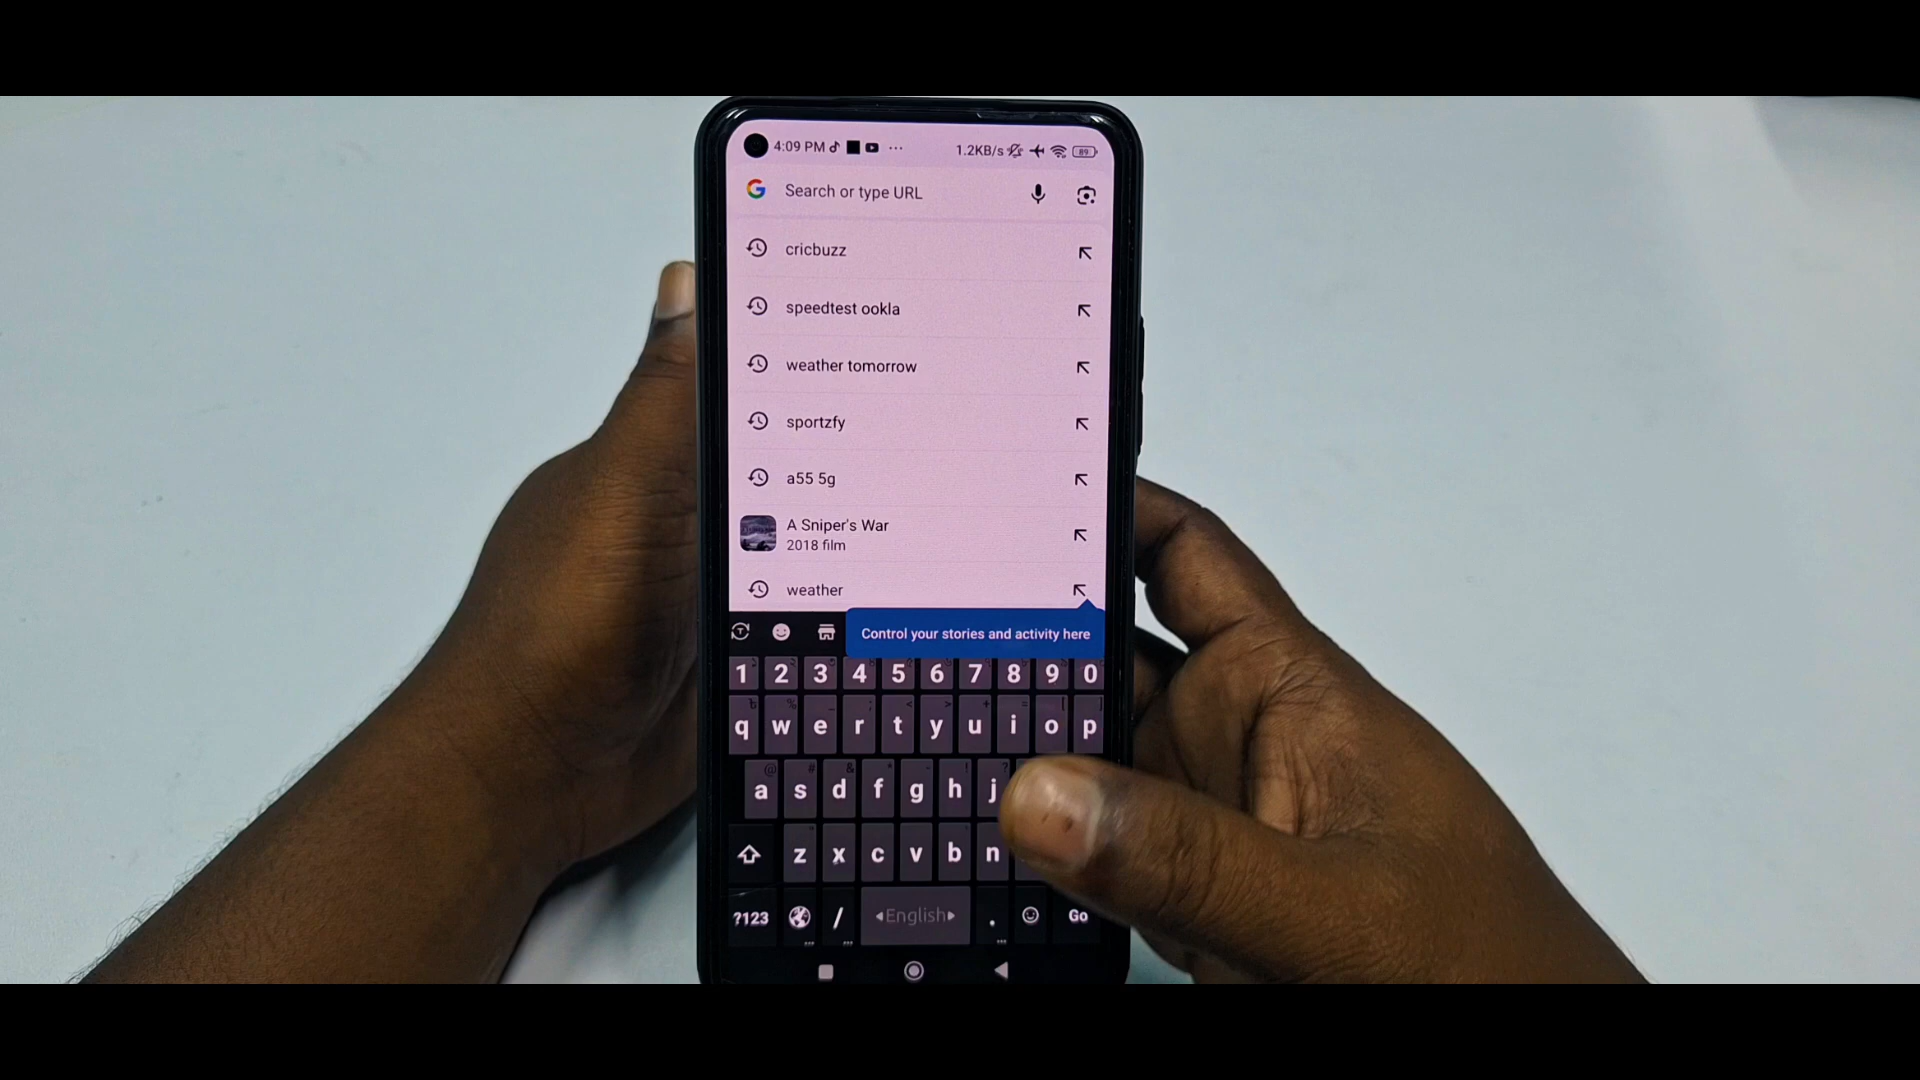 4:09 PM 1.2KB/s 89
Search or type URL
cricbuzz
speedtest ookla
weather tomorrow
sportzfy
a55 5g
A Sniper's War
2018 film
weather
Control your stories and activity here
1 2 3 4 5 6 7 8 9 0
q w e r t y u i o p
a s d f g h j
z x c v b n
?123 / English . Go